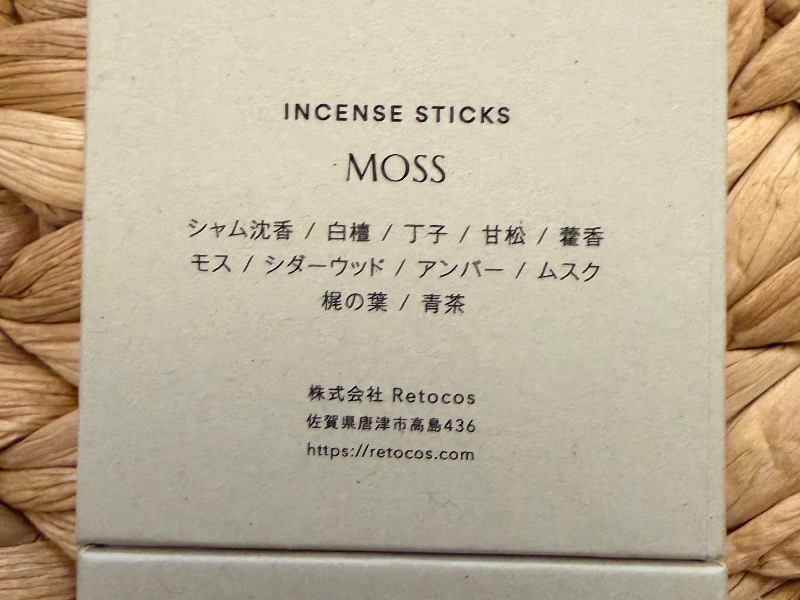 INCENSE STICKS
MOSS
シャム沈香 / 白檀 / 丁子 / 甘松 / 藿香
モス / シダーウッド / アンバー / ムスク
梶の葉 / 青茶
株式会社 Retocos
佐賀県唐津市高島436
https://retocos.com